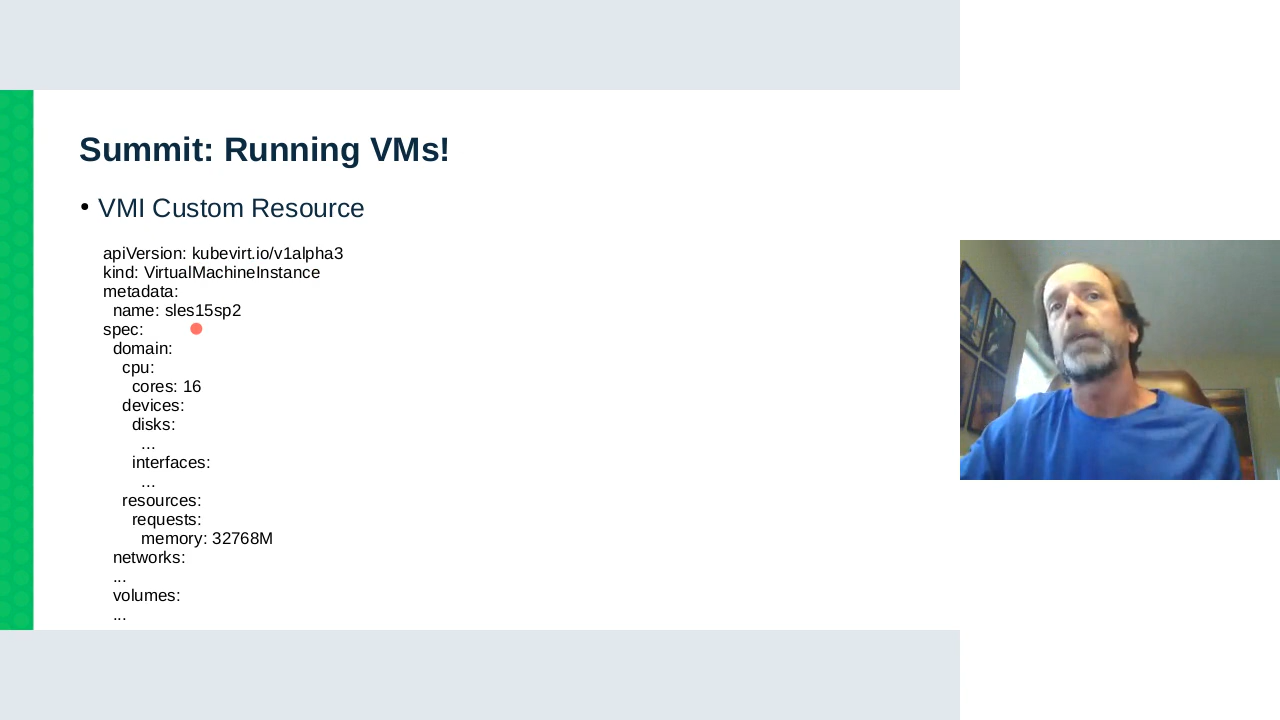 Summit: Running VMs!
• VMI Custom Resource
apiVersion: kubevirt.io/v1alpha3
kind: VirtualMachineInstance
metadata:
  name: sles15sp2
spec:
  domain:
    cpu:
      cores: 16
    devices:
      disks:
        ...
      interfaces:
        ...
    resources:
      requests:
        memory: 32768M
  networks:
  ...
  volumes:
  ...